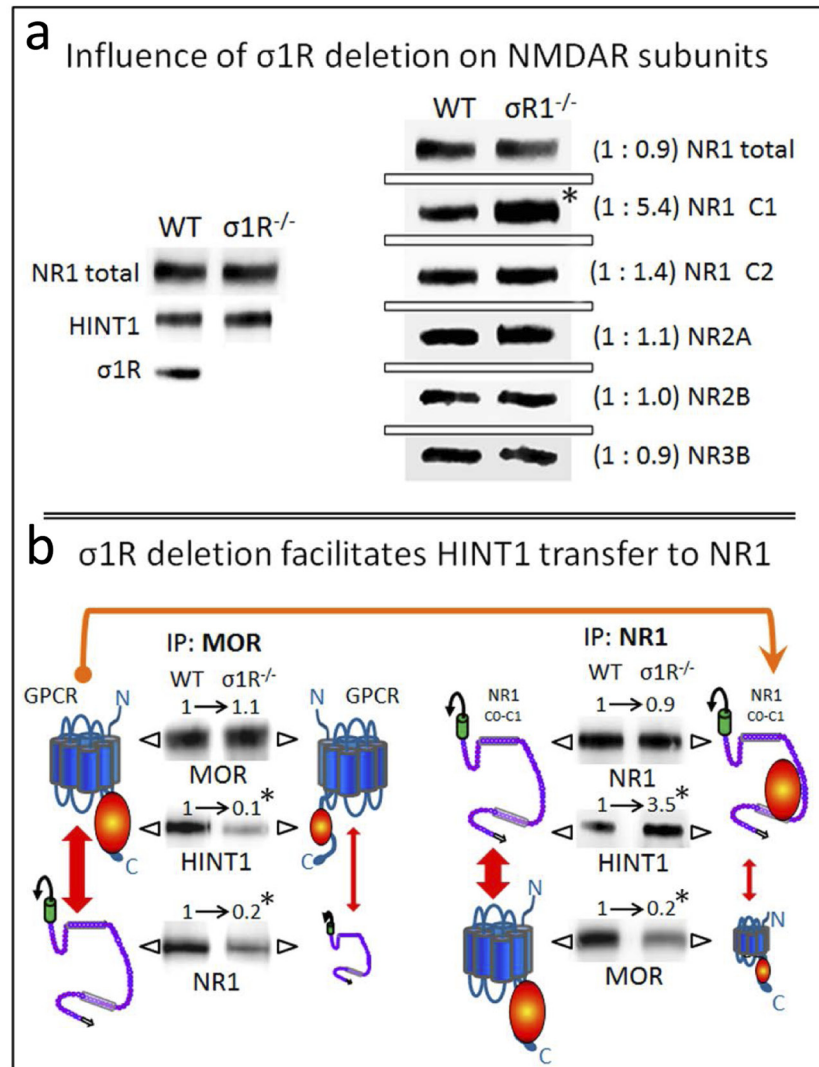 a
Influence of σ1R deletion on NMDAR subunits
WT σ1R-/-
NR1 total
HINT1
σ1R
WT σR1-/-
(1 : 0.9) NR1 total
* (1 : 5.4) NR1 C1
(1 : 1.4) NR1 C2
(1 : 1.1) NR2A
(1 : 1.0) NR2B
(1 : 0.9) NR3B
b
σ1R deletion facilitates HINT1 transfer to NR1
IP: MOR
WT σ1R-/-
GPCR N
1→1.1
N GPCR
MOR
1→0.1*
HINT1
C
C
1→0.2*
NR1
IP: NR1
WT σ1R-/-
NR1
C0-C1
1→0.9
NR1
C0-C1
NR1
1→3.5*
HINT1
N
1→0.2*
N
MOR
C
C